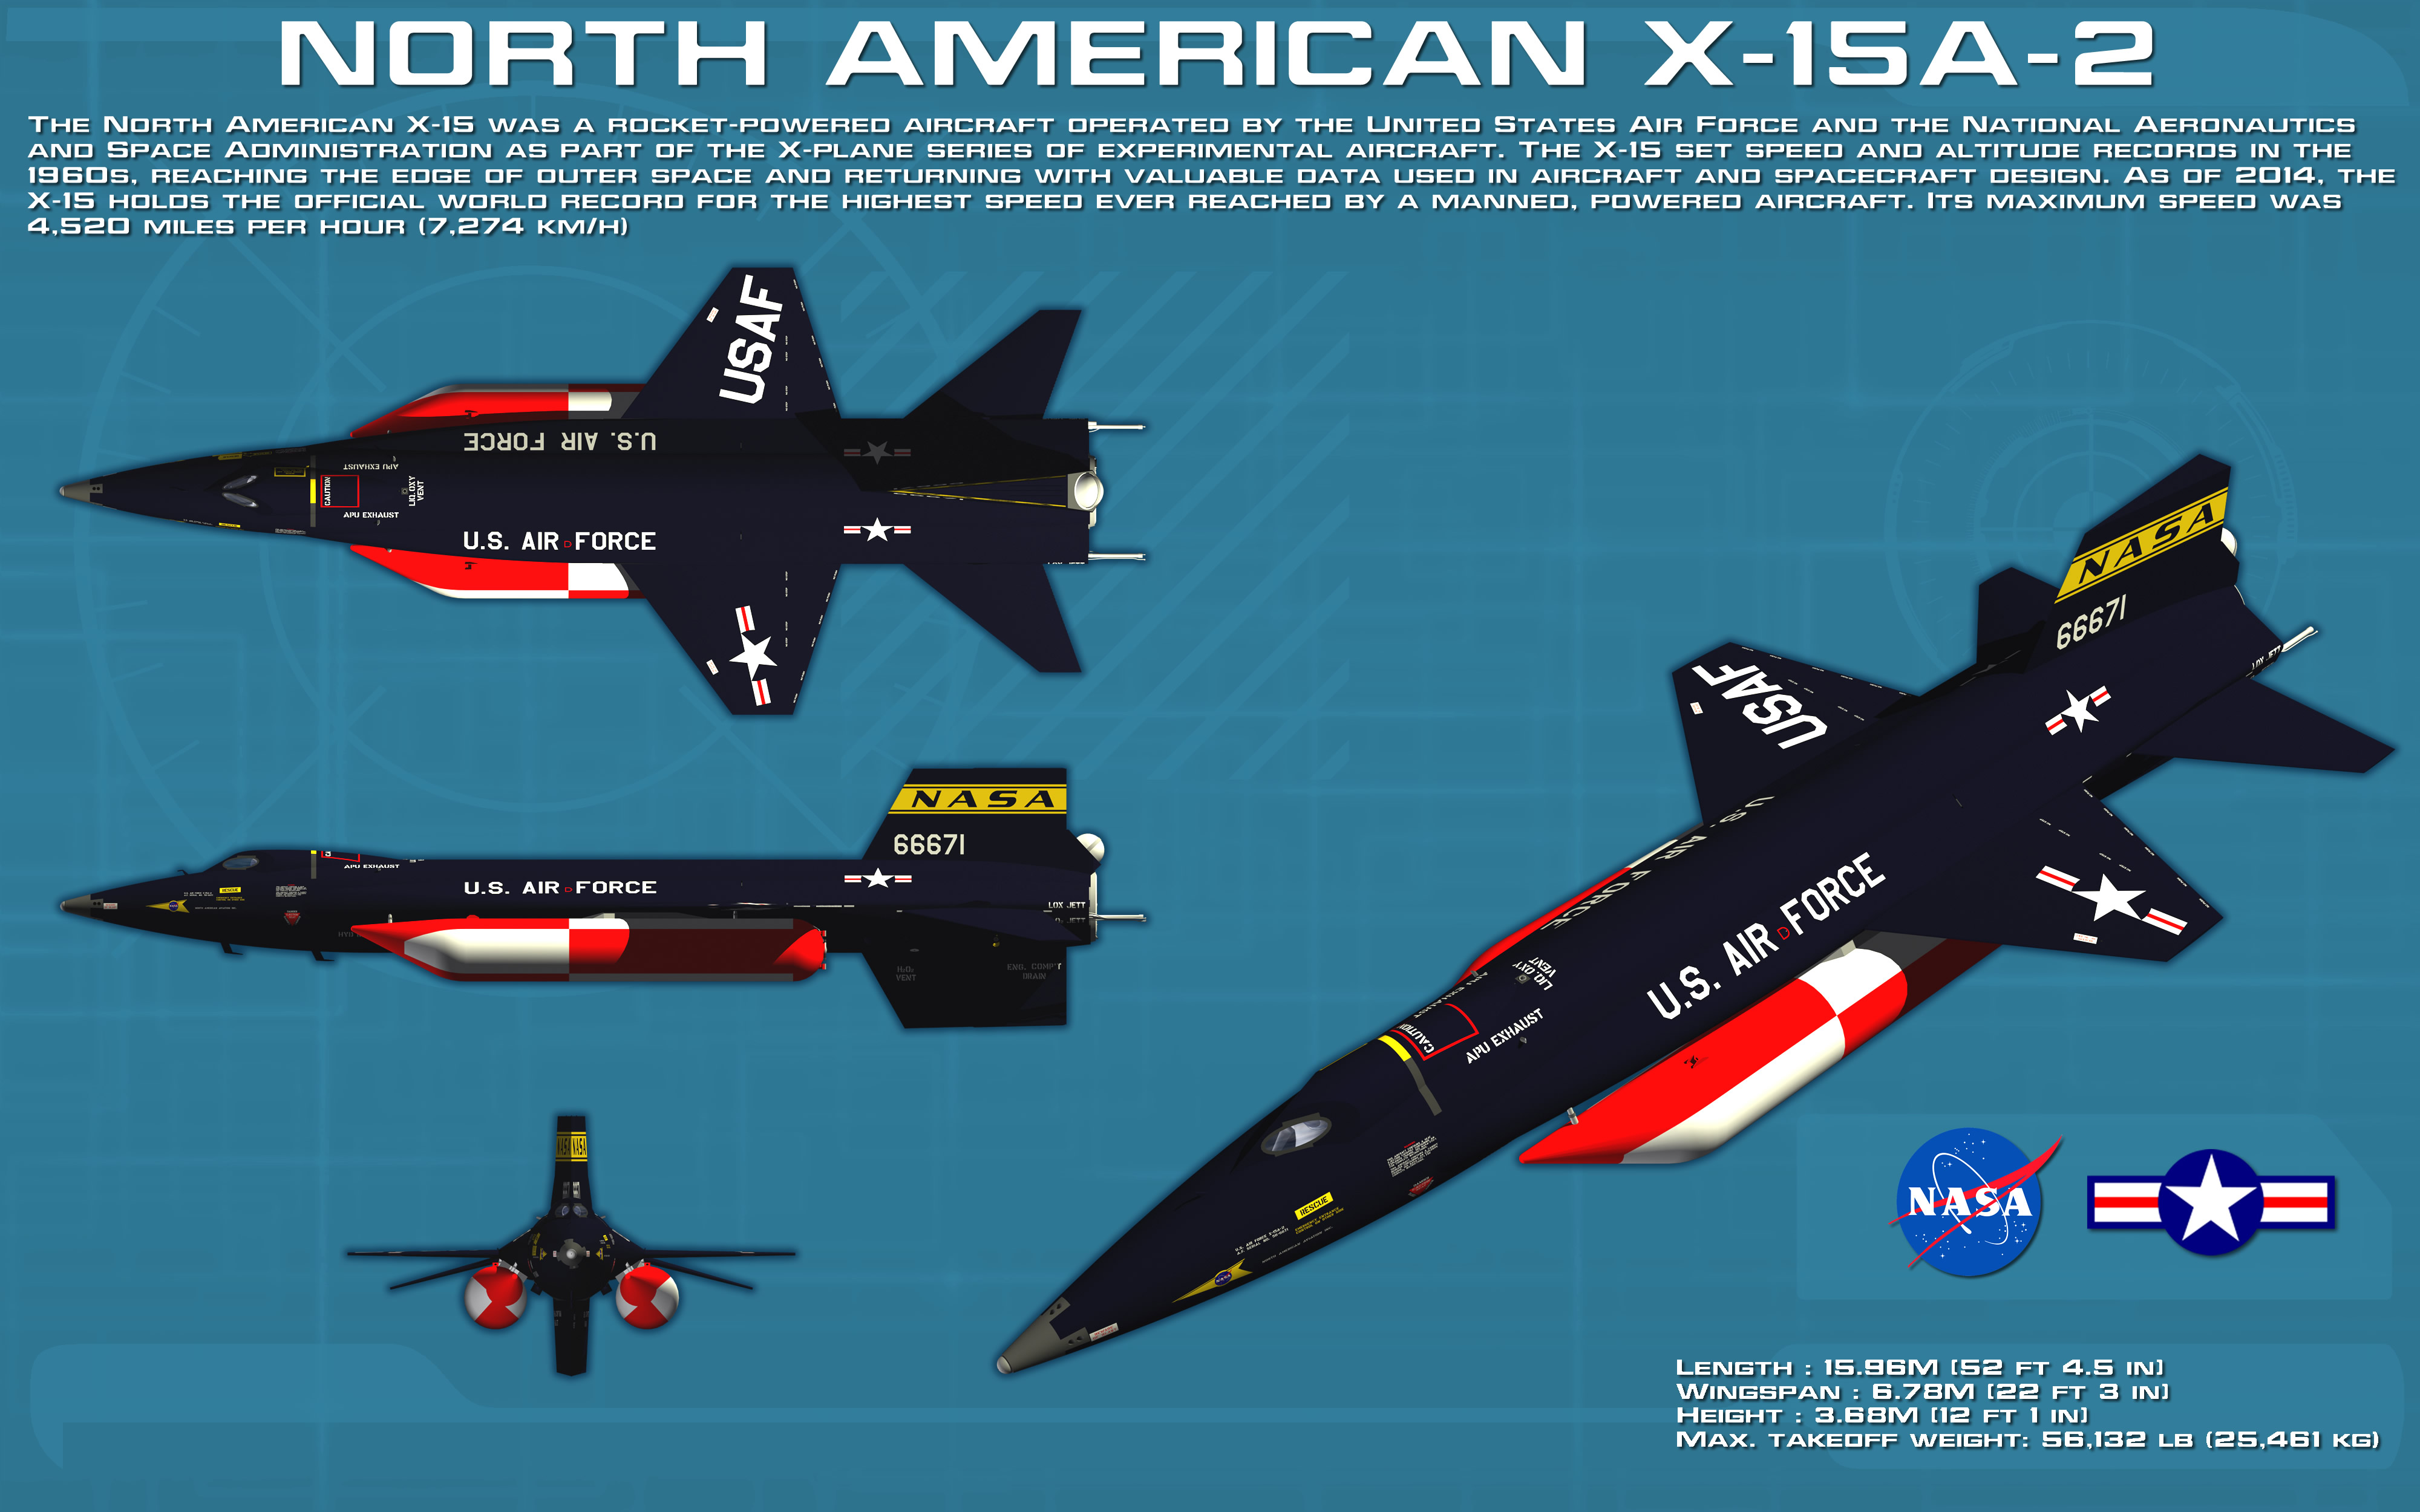 NORTH AMERICAN X-15A-2
The North American X-15 was a rocket-powered aircraft operated by the United States Air Force and the National Aeronautics
and Space Administration as part of the X-plane series of experimental aircraft. The X-15 set speed and altitude records in the
1960s, reaching the edge of outer space and returning with valuable data used in aircraft and spacecraft design. As of 2014, the
X-15 holds the official world record for the highest speed ever reached by a manned, powered aircraft. Its maximum speed was
4,520 miles per hour (7,274 km/h)
USAF
U.S. AIR FORCE
APU EXHAUST
CAUTION
LIQ.OXY
VENT
APU EXHAUST
U.S. AIR FORCE
NASA
66671
APU EXHAUST
U.S. AIR FORCE
RESCUE
LOX JETT
H₂O₂
VENT
ENG. COMP'T
DRAIN
NASA
NASA
NASA
66671
LOX JETT
USAF
U.S. AIR FORCE
U.S. AIR FORCE
LIQ.OXY
VENT
CAUTION
APU EXHAUST
RESCUE
NASA
NASA
Length : 15.96m [52 ft 4.5 in]
Wingspan : 6.78m [22 ft 3 in]
Height : 3.68m [12 ft 1 in]
Max. takeoff weight: 56,132 lb (25,461 kg)